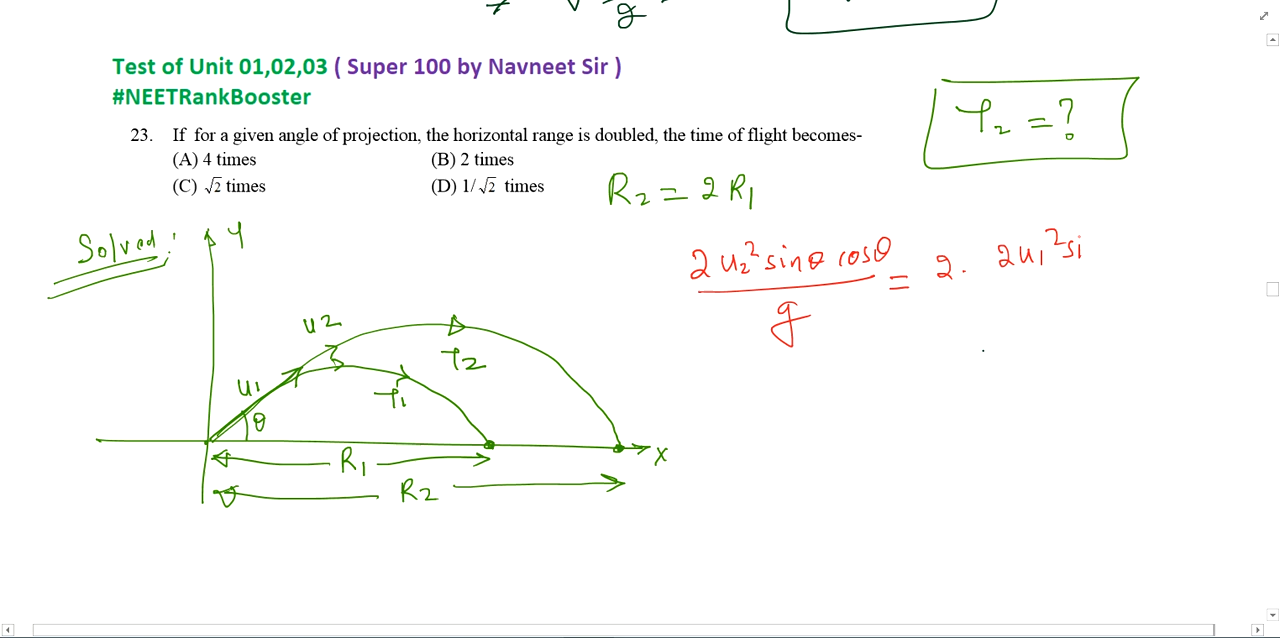 g
Test of Unit 01,02,03 ( Super 100 by Navneet Sir )
#NEETRankBooster
T₂ = ?
23. If for a given angle of projection, the horizontal range is doubled, the time of flight becomes-
(A) 4 times (B) 2 times
(C) √2 times (D) 1/√2 times
R₂ = 2R₁
Solved:
Y
2u₂² sinθ cosθ / g = 2. 2u₁² si
u2
u1
T2
T1
θ
R1
X
R2